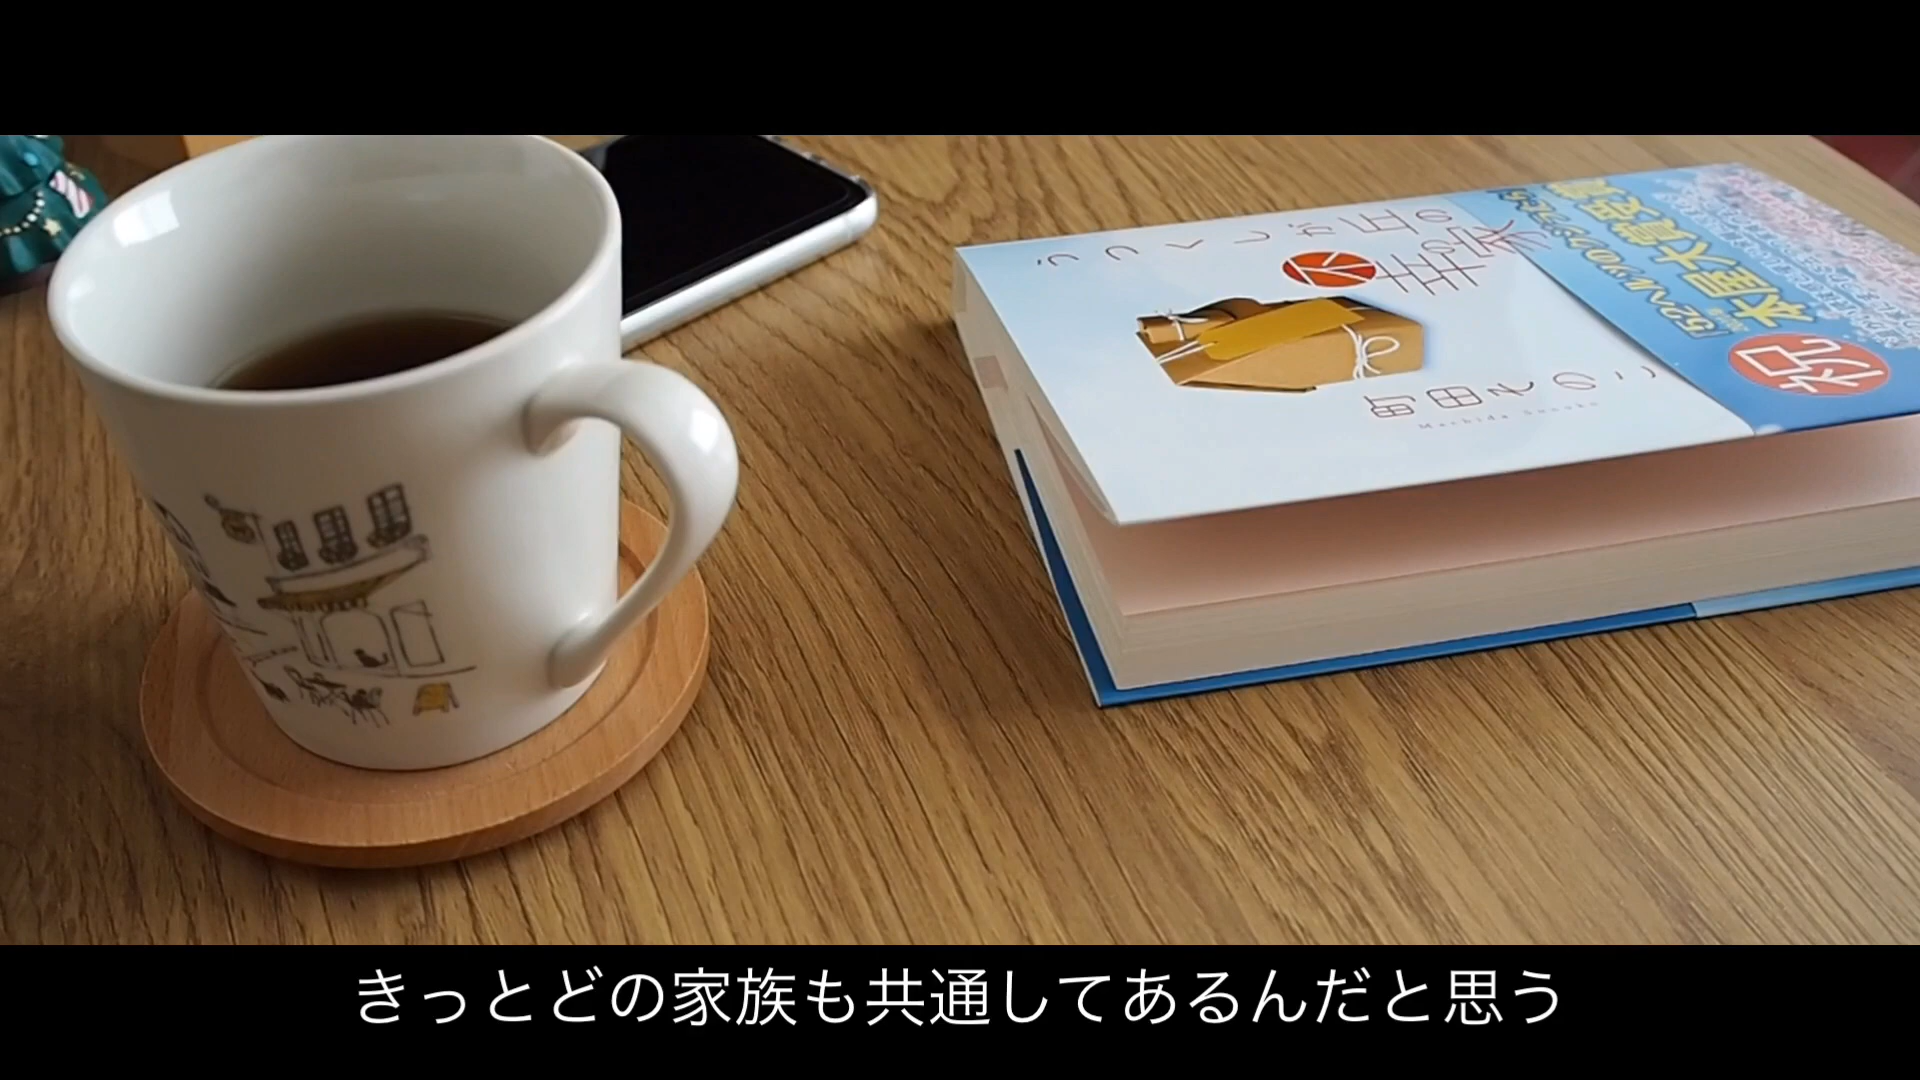 うつくしが丘の
不幸の家
町田そのこ
Machida Sonoko
52ヘルツのクジラたち
本屋大賞受賞
祝
きっとどの家族も共通してあるんだと思う